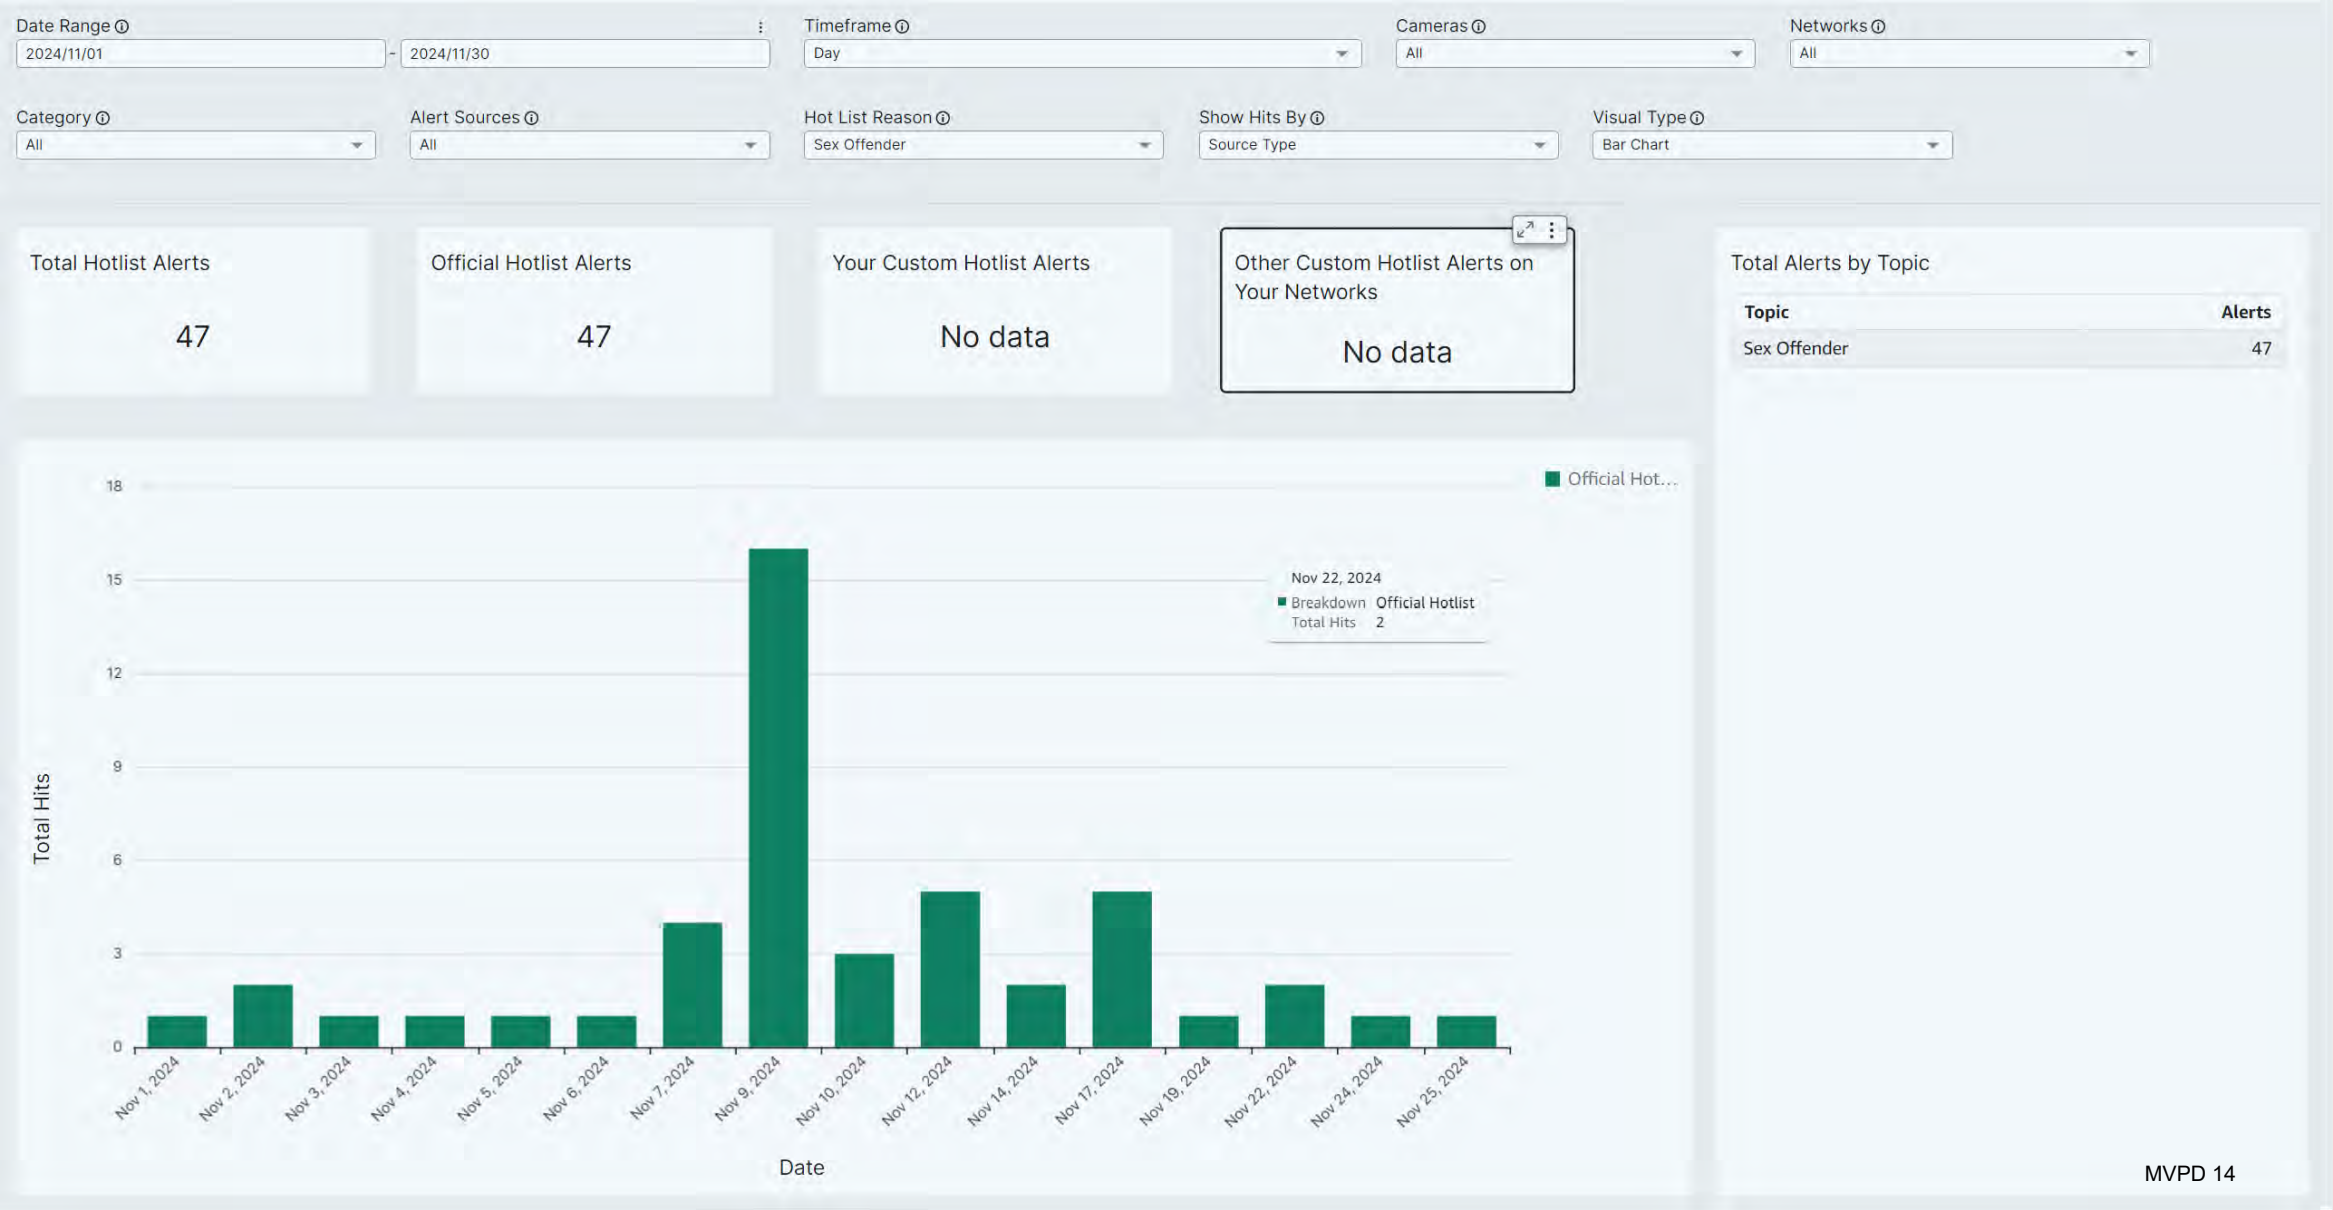 Date Range
Timeframe
Cameras
Networks
2024/11/01 - 2024/11/30
Day
All
All
Category
Alert Sources
Hot List Reason
Show Hits By
Visual Type
All
All
Sex Offender
Source Type
Bar Chart
Total Hotlist Alerts
47
Official Hotlist Alerts
47
Your Custom Hotlist Alerts
No data
Other Custom Hotlist Alerts on
Your Networks
No data
Total Alerts by Topic
Topic Alerts
Sex Offender 47
Official Hot...
18
15
12
9
6
3
0
Total Hits
Nov 22, 2024
Breakdown Official Hotlist
Total Hits 2
Nov 1, 2024
Nov 2, 2024
Nov 3, 2024
Nov 4, 2024
Nov 5, 2024
Nov 6, 2024
Nov 7, 2024
Nov 9, 2024
Nov 10, 2024
Nov 12, 2024
Nov 14, 2024
Nov 17, 2024
Nov 19, 2024
Nov 22, 2024
Nov 24, 2024
Nov 25, 2024
Date
MVPD 14